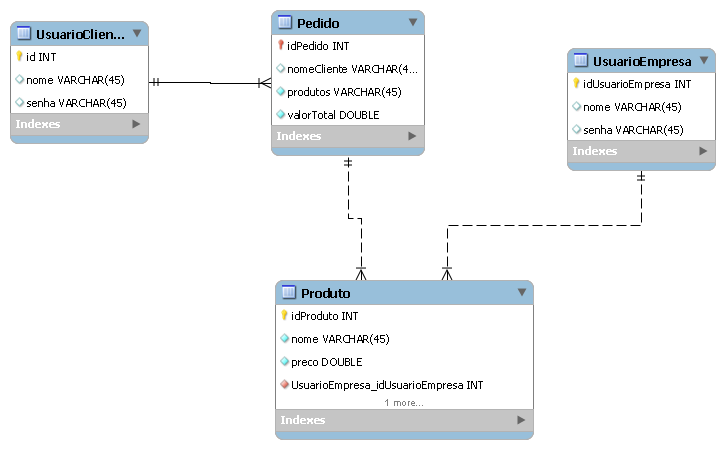 UsuarioClien...
id INT
nome VARCHAR(45)
senha VARCHAR(45)
Indexes
Pedido
idPedido INT
nomeCliente VARCHAR(4...
produtos VARCHAR(45)
valorTotal DOUBLE
Indexes
UsuarioEmpresa
idUsuarioEmpresa INT
nome VARCHAR(45)
senha VARCHAR(45)
Indexes
Produto
idProduto INT
nome VARCHAR(45)
preco DOUBLE
UsuarioEmpresa_idUsuarioEmpresa INT
1 more...
Indexes